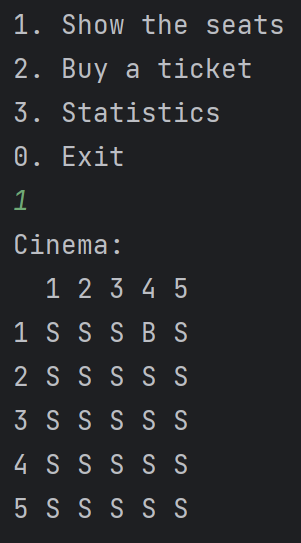 1. Show the seats
2. Buy a ticket
3. Statistics
0. Exit
1
Cinema:
  1 2 3 4 5
1 S S S B S
2 S S S S S
3 S S S S S
4 S S S S S
5 S S S S S